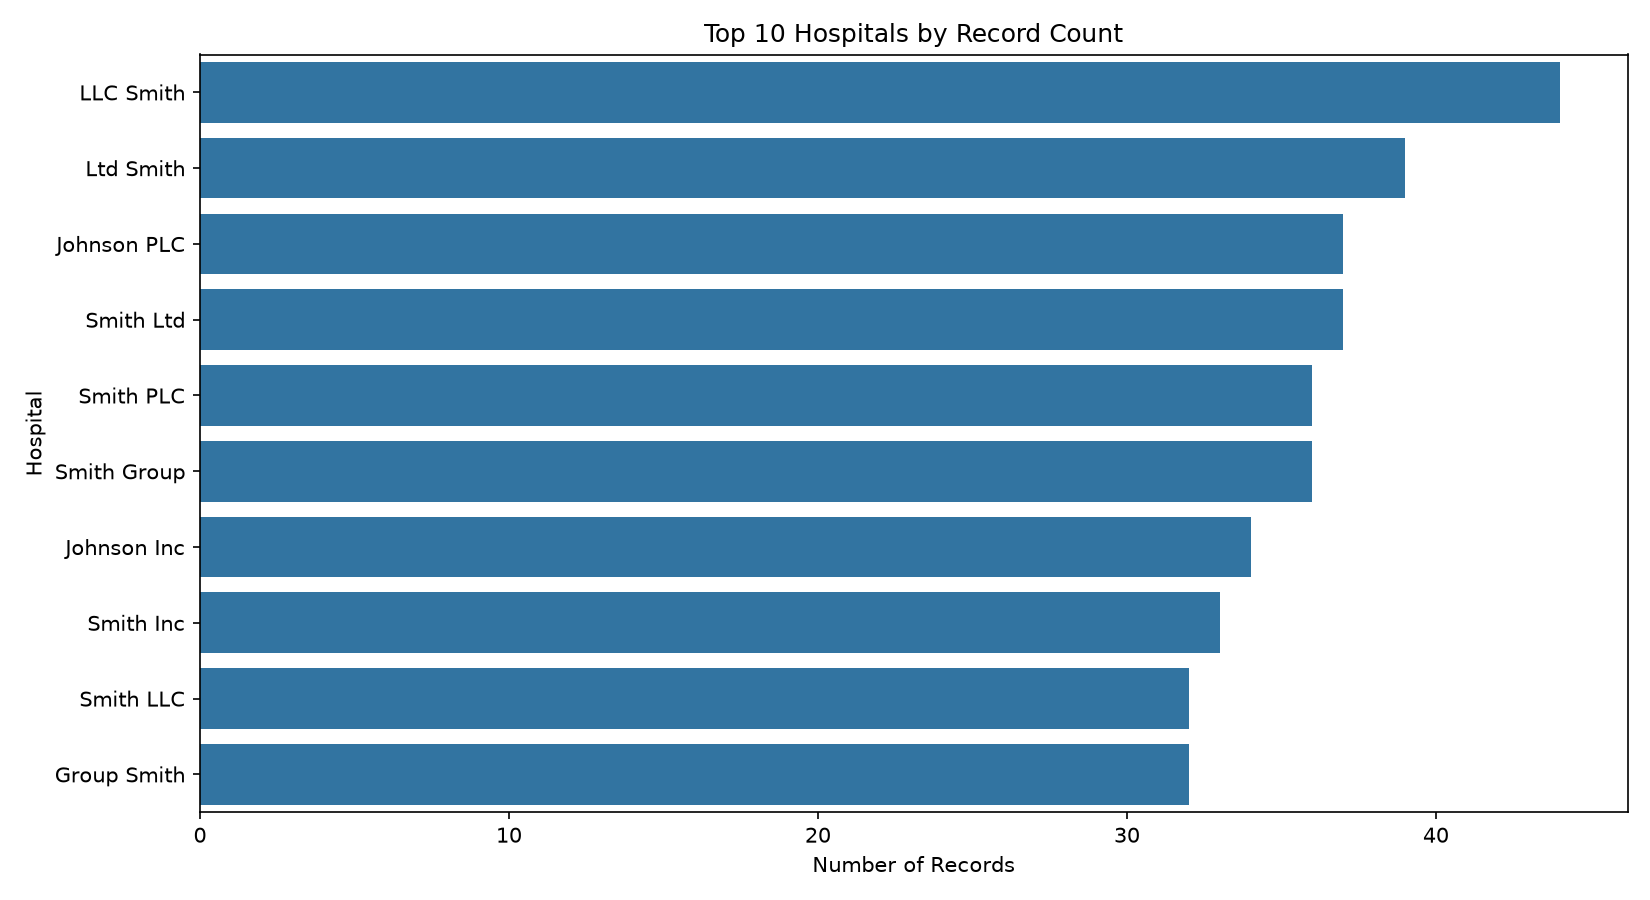 Top 10 Hospitals by Record Count
LLC Smith
Ltd Smith
Johnson PLC
Smith Ltd
Smith PLC
Smith Group
Johnson Inc
Smith Inc
Smith LLC
Group Smith
Hospital
0 10 20 30 40
Number of Records